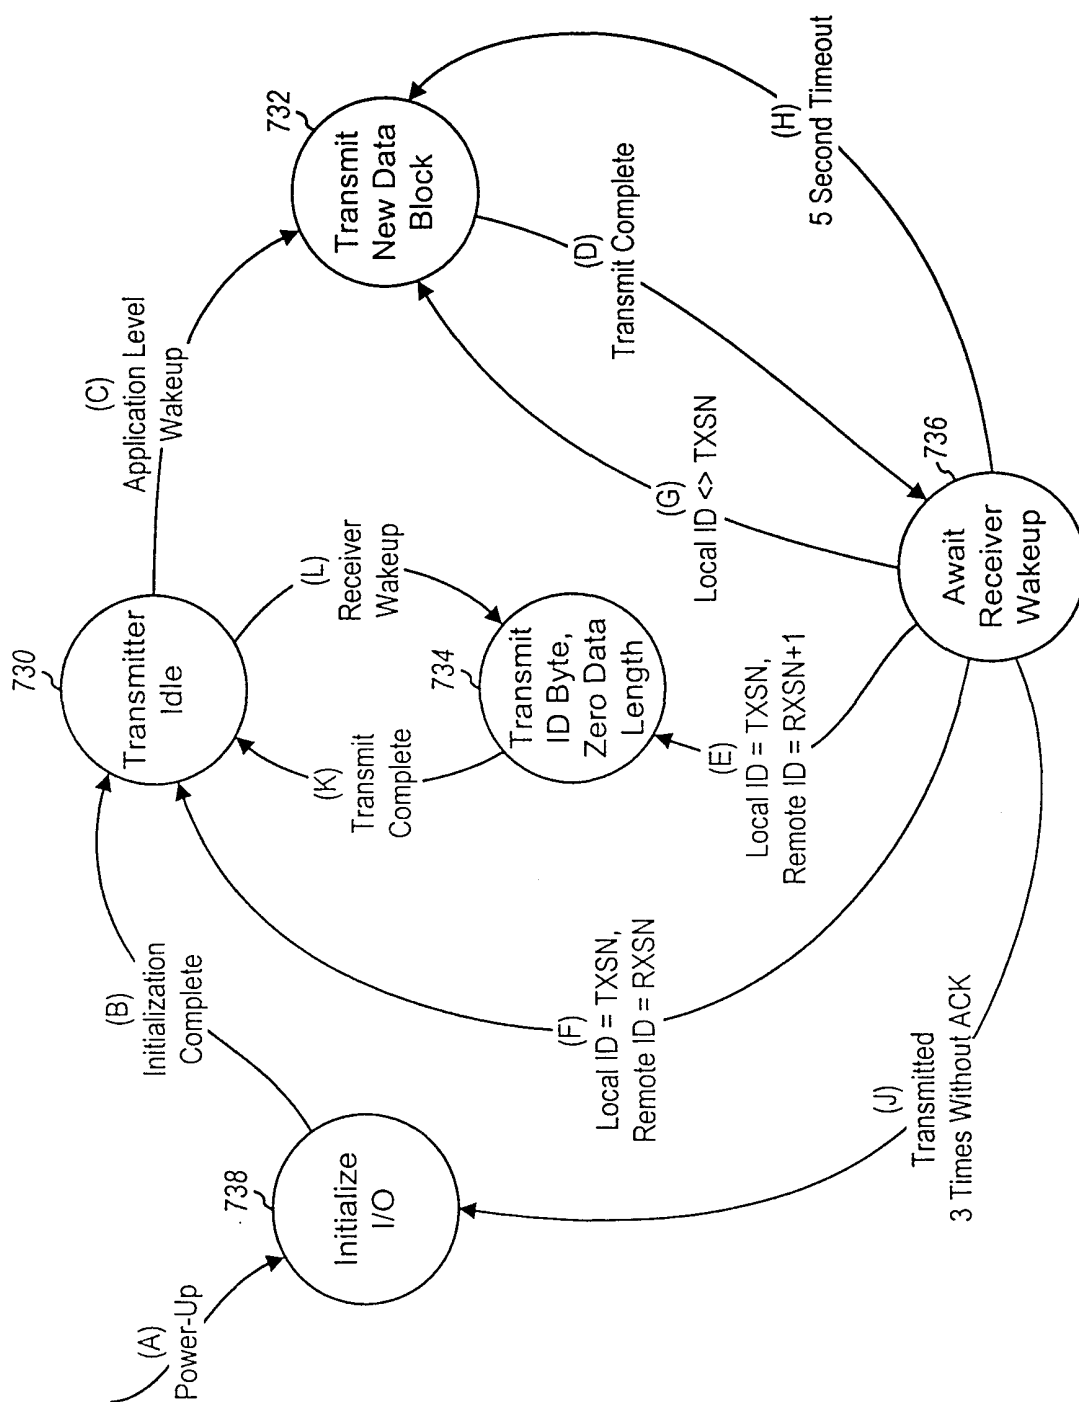 (A)
Power-Up
738
Initialize
I/O
(B)
Initialization
Complete
730
Transmitter
Idle
(C)
Application Level
Wakeup
732
Transmit
New Data
Block
(L)
Receiver
Wakeup
(K)
Transmit
Complete
734
Transmit
ID Byte,
Zero Data
Length
(D)
Transmit Complete
(H)
5 Second Timeout
(G)
Local ID <> TXSN
(E)
Local ID = TXSN,
Remote ID = RXSN+1
(F)
Local ID = TXSN,
Remote ID = RXSN
736
Await
Receiver
Wakeup
(J)
Transmitted
3 Times Without ACK